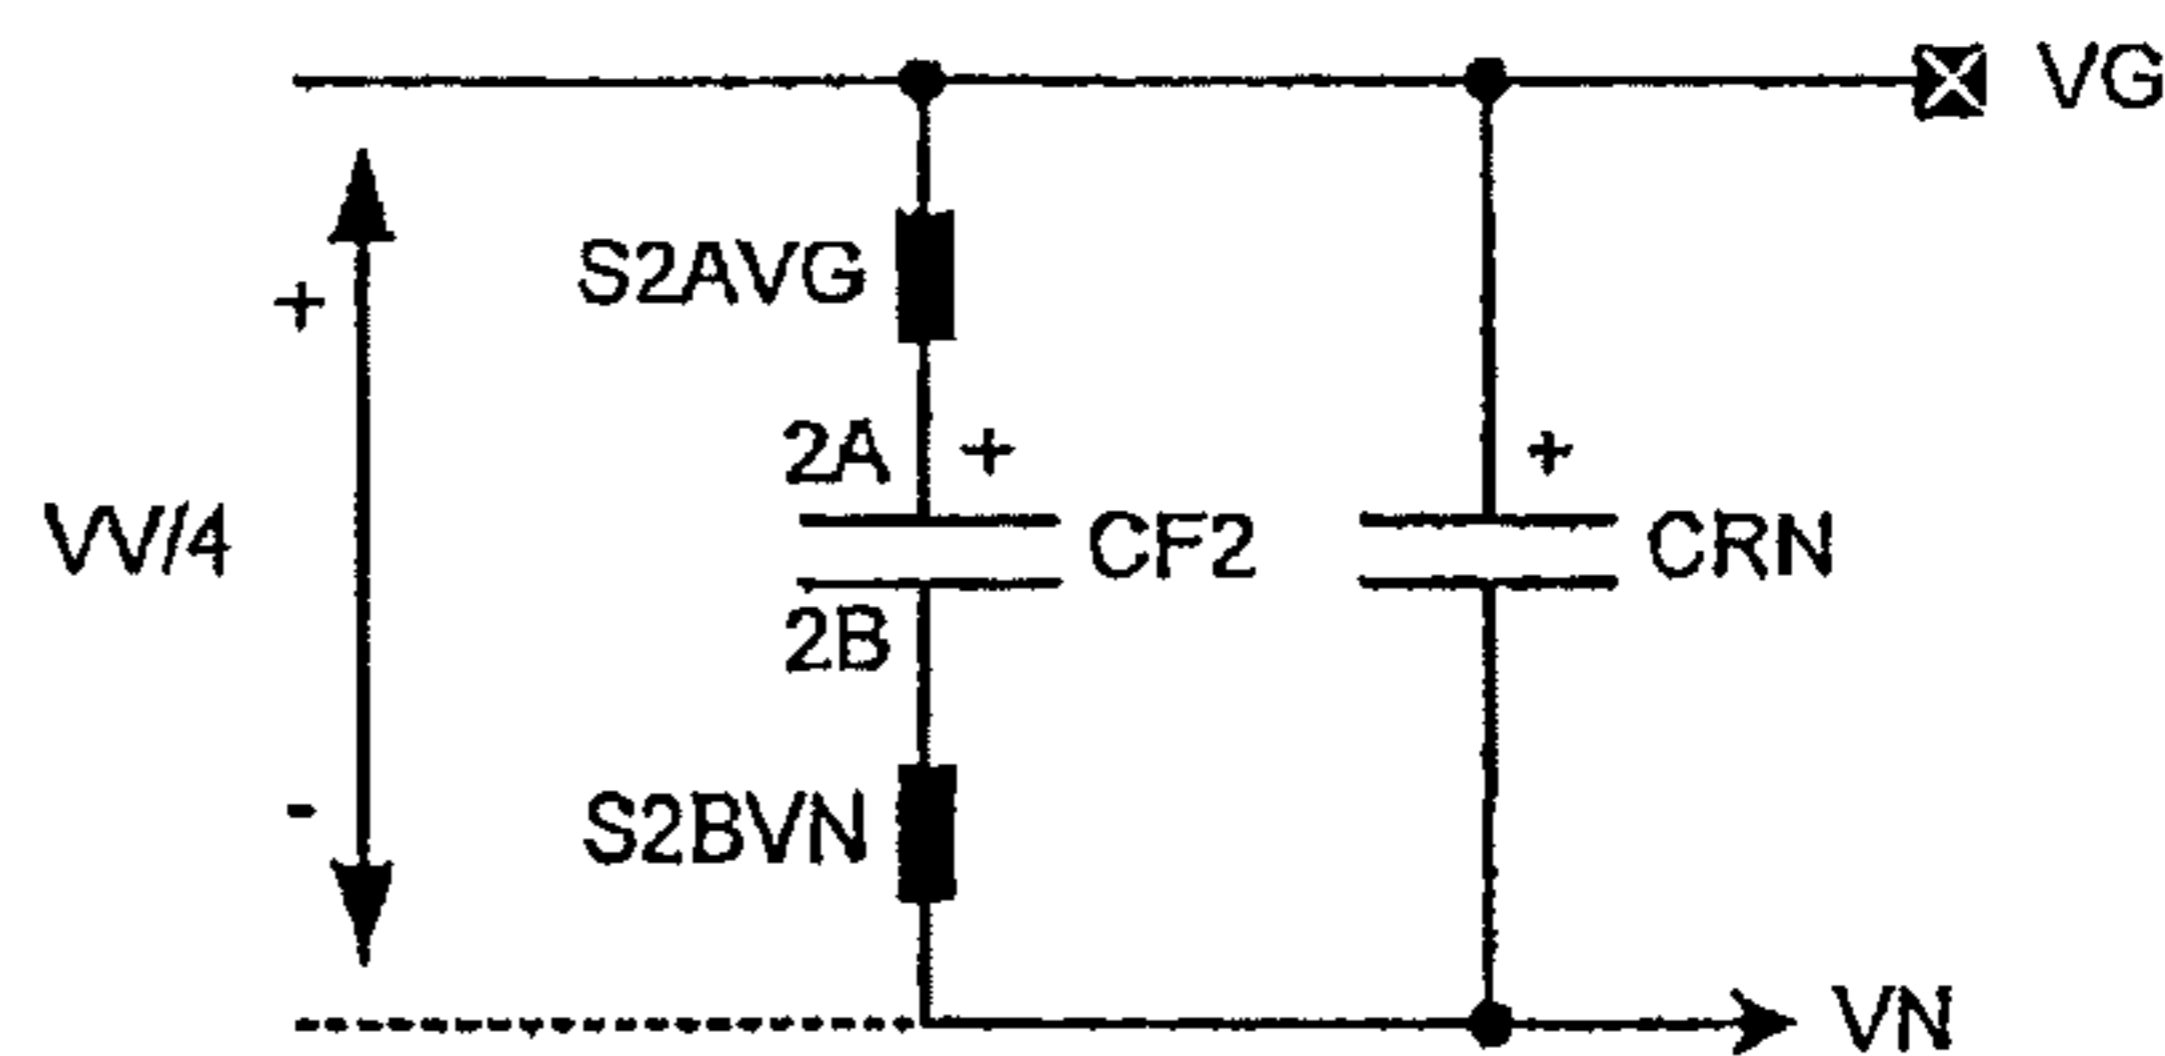 VG
+
S2AVG
2A +
+
VV/4
CF2
CRN
2B
-
S2BVN
VN